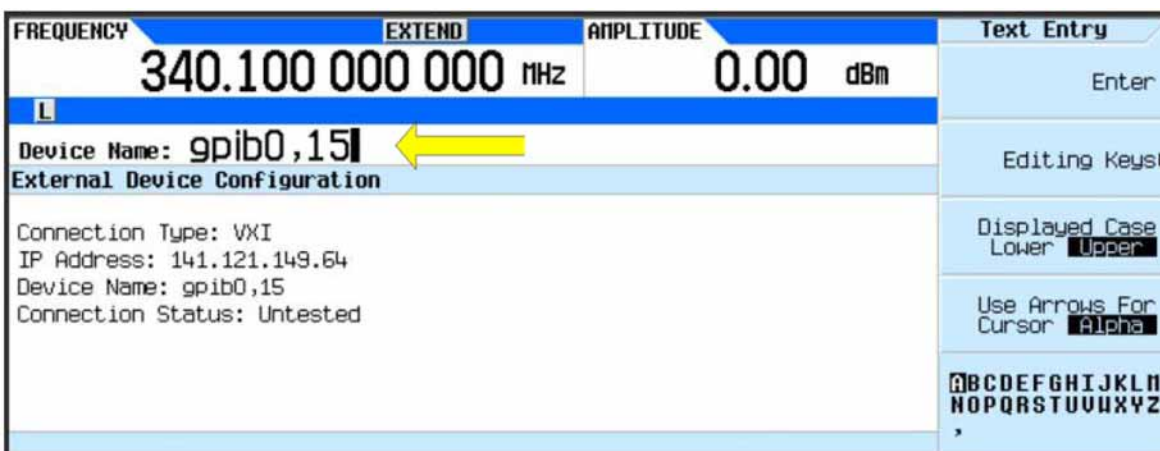 FREQUENCY EXTEND AMPLITUDE
340.100 000 000 MHz 0.00 dBm
L
Device Name: gpib0,15
External Device Configuration
Connection Type: VXI
IP Address: 141.121.149.64
Device Name: gpib0,15
Connection Status: Untested
Text Entry
Enter
Editing Keys
Displayed Case
Lower Upper
Use Arrows For
Cursor Alpha
ABCDEFGHIJKLM
NOPQRSTUVWXYZ
,